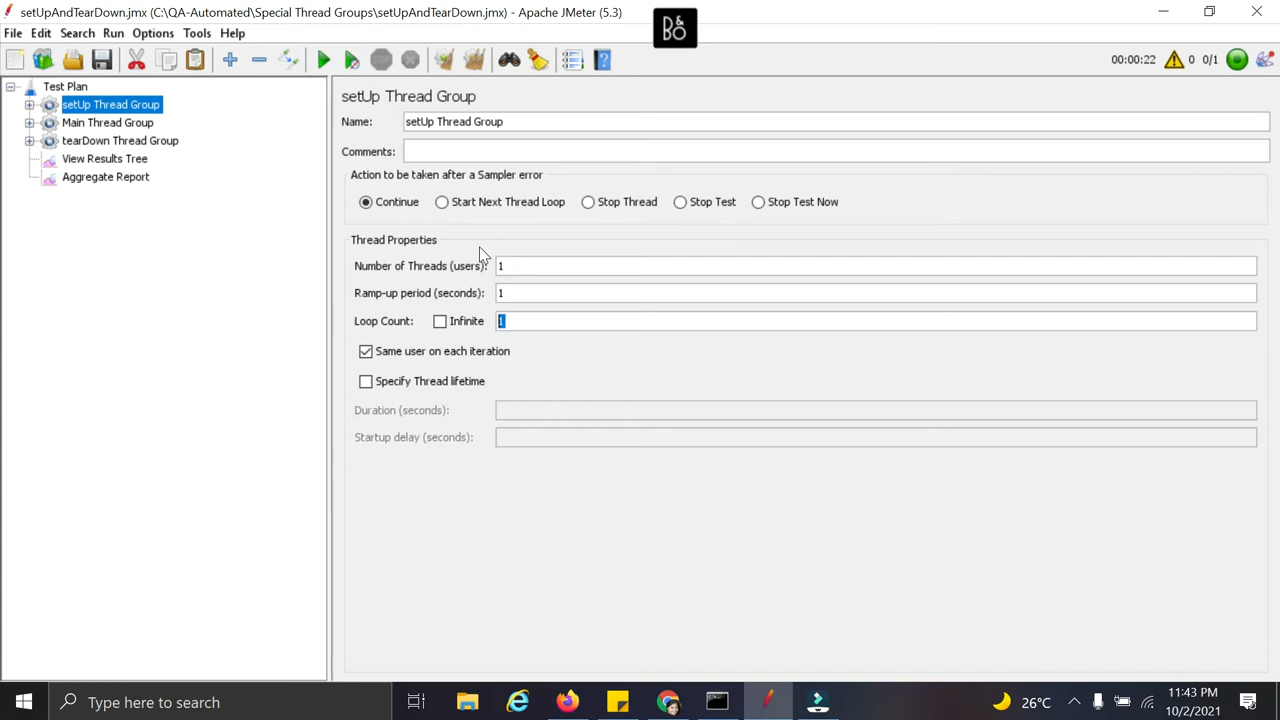 setUpAndTearDown.jmx (C:\QA-Automated\Special Thread Groups\setUpAndTearDown.jmx) - Apache JMeter (5.3)
B&O
File Edit Search Run Options Tools Help
00:00:22 0 0/1
Test Plan
setUp Thread Group
Main Thread Group
tearDown Thread Group
View Results Tree
Aggregate Report
setUp Thread Group
Name: setUp Thread Group
Comments:
Action to be taken after a Sampler error
Continue Start Next Thread Loop Stop Thread Stop Test Stop Test Now
Thread Properties
Number of Threads (users): 1
Ramp-up period (seconds): 1
Loop Count: Infinite 1
Same user on each iteration
Specify Thread lifetime
Duration (seconds):
Startup delay (seconds):
Type here to search
26°C
11:43 PM
10/2/2021